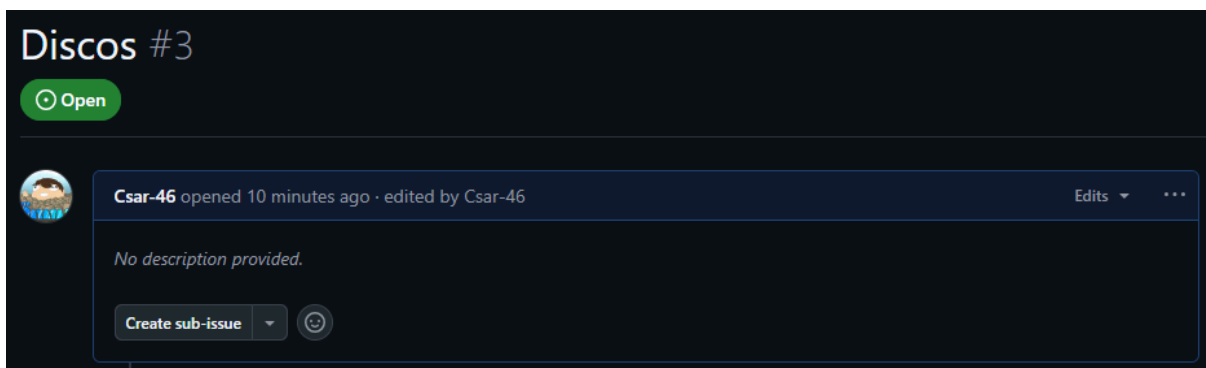 Discos #3
Open
Csar-46 opened 10 minutes ago · edited by Csar-46 Edits
No description provided.
Create sub-issue